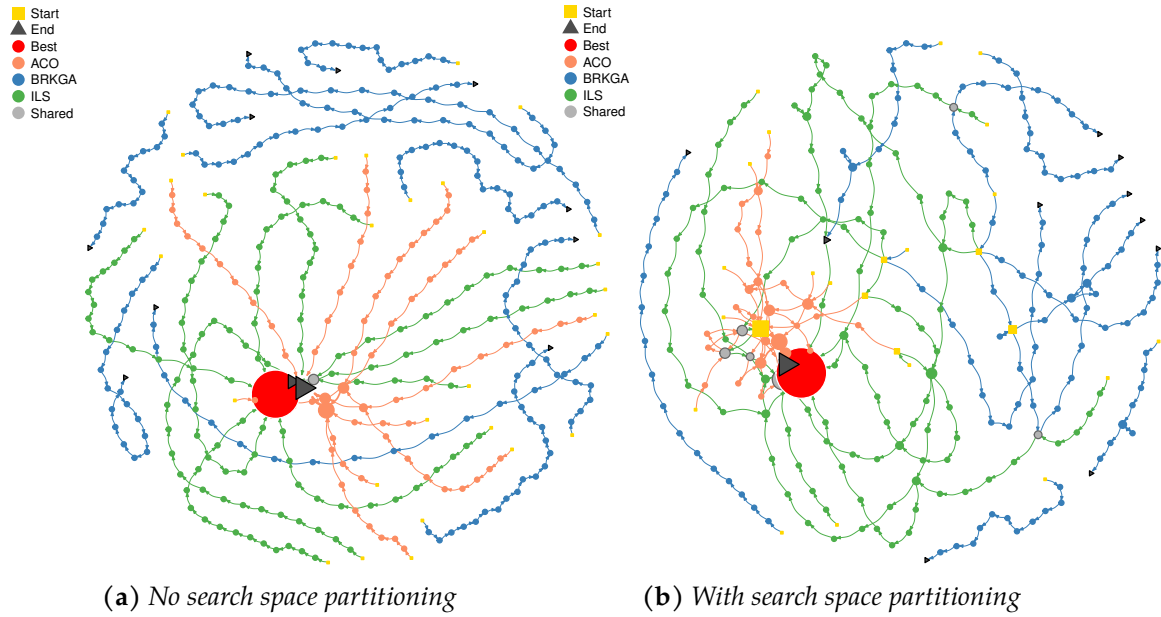 Start
End
Best
ACO
BRKGA
ILS
Shared
Start
End
Best
ACO
BRKGA
ILS
Shared
(a) No search space partitioning
(b) With search space partitioning